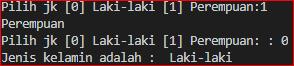 Pilih jk [0] Laki-laki [1] Perempuan:1
Perempuan
Pilih jk [0] Laki-laki [1] Perempuan: : 0
Jenis kelamin adalah :  Laki-laki